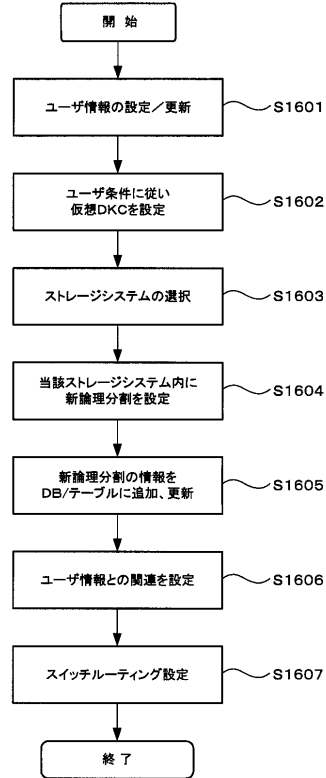 開始
ユーザ情報の設定／更新
S1601
ユーザ条件に従い
仮想DKCを設定
S1602
ストレージシステムの選択
S1603
当該ストレージシステム内に
新論理分割を設定
S1604
新論理分割の情報を
DB/テーブルに追加、更新
S1605
ユーザ情報との関連を設定
S1606
スイッチルーティング設定
S1607
終了